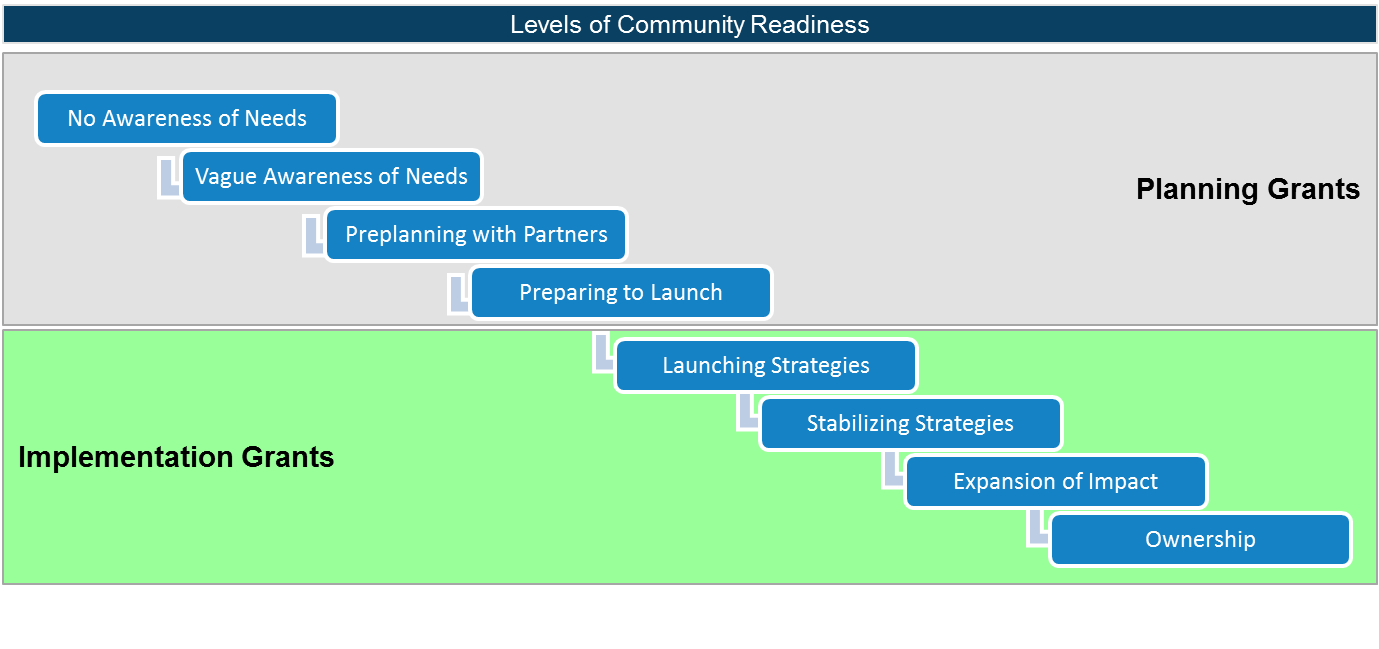 Levels of Community Readiness
No Awareness of Needs
Vague Awareness of Needs
Planning Grants
Preplanning with Partners
Preparing to Launch
Launching Strategies
Stabilizing Strategies
Implementation Grants
Expansion of Impact
Ownership